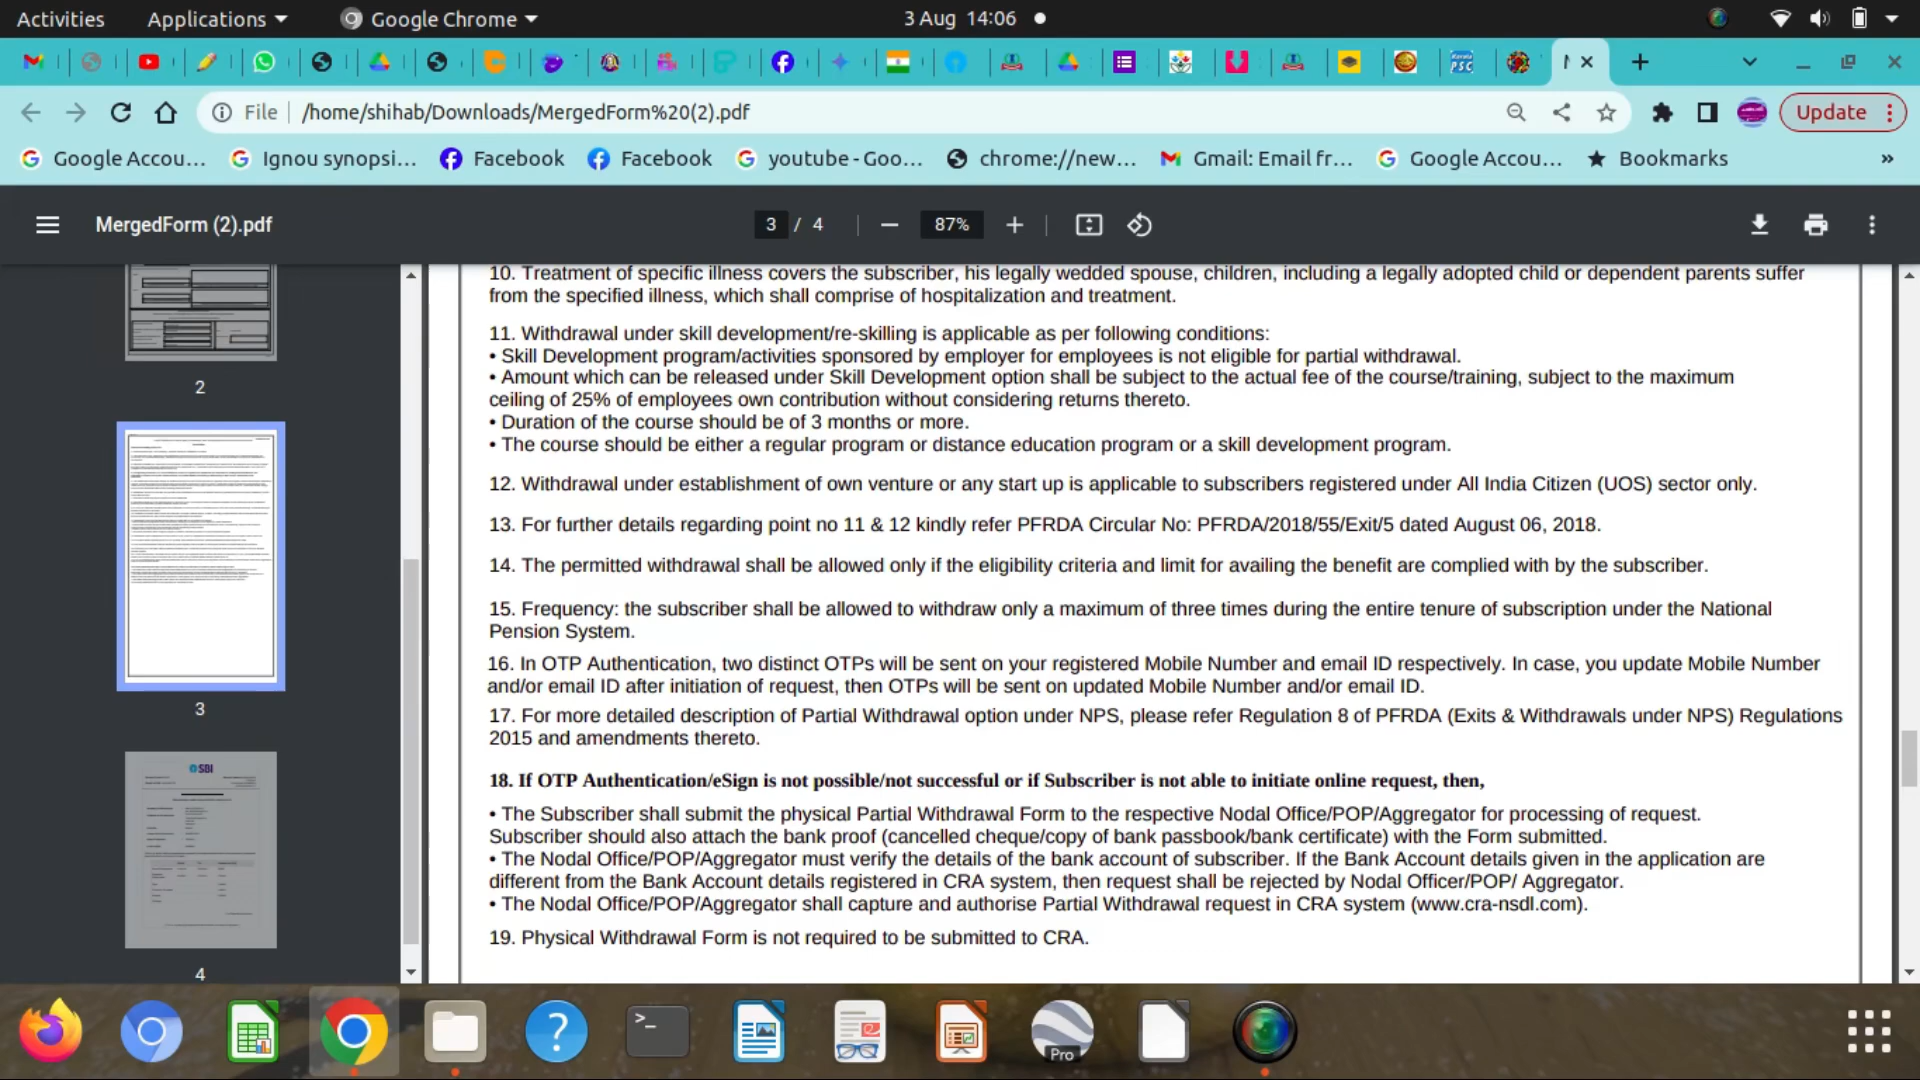 Activities
Applications
Google Chrome
3 Aug 14:06
File
/home/shihab/Downloads/MergedForm%20(2).pdf
Update
Google Accou...
Ignou synopsi...
Facebook
Facebook
youtube - Goo...
chrome://new...
Gmail: Email fr...
Google Accou...
Bookmarks
»
MergedForm (2).pdf
3 / 4
87%
10. Treatment of specific illness covers the subscriber, his legally wedded spouse, children, including a legally adopted child or dependent parents suffer
from the specified illness, which shall comprise of hospitalization and treatment.
11. Withdrawal under skill development/re-skilling is applicable as per following conditions:
• Skill Development program/activities sponsored by employer for employees is not eligible for partial withdrawal.
• Amount which can be released under Skill Development option shall be subject to the actual fee of the course/training, subject to the maximum
ceiling of 25% of employees own contribution without considering returns thereto.
• Duration of the course should be of 3 months or more.
• The course should be either a regular program or distance education program or a skill development program.
12. Withdrawal under establishment of own venture or any start up is applicable to subscribers registered under All India Citizen (UOS) sector only.
13. For further details regarding point no 11 & 12 kindly refer PFRDA Circular No: PFRDA/2018/55/Exit/5 dated August 06, 2018.
14. The permitted withdrawal shall be allowed only if the eligibility criteria and limit for availing the benefit are complied with by the subscriber.
15. Frequency: the subscriber shall be allowed to withdraw only a maximum of three times during the entire tenure of subscription under the National
Pension System.
16. In OTP Authentication, two distinct OTPs will be sent on your registered Mobile Number and email ID respectively. In case, you update Mobile Number
and/or email ID after initiation of request, then OTPs will be sent on updated Mobile Number and/or email ID.
17. For more detailed description of Partial Withdrawal option under NPS, please refer Regulation 8 of PFRDA (Exits & Withdrawals under NPS) Regulations
2015 and amendments thereto.
18. If OTP Authentication/eSign is not possible/not successful or if Subscriber is not able to initiate online request, then,
• The Subscriber shall submit the physical Partial Withdrawal Form to the respective Nodal Office/POP/Aggregator for processing of request.
Subscriber should also attach the bank proof (cancelled cheque/copy of bank passbook/bank certificate) with the Form submitted.
• The Nodal Office/POP/Aggregator must verify the details of the bank account of subscriber. If the Bank Account details given in the application are
different from the Bank Account details registered in CRA system, then request shall be rejected by Nodal Officer/POP/ Aggregator.
• The Nodal Office/POP/Aggregator shall capture and authorise Partial Withdrawal request in CRA system (www.cra-nsdl.com).
19. Physical Withdrawal Form is not required to be submitted to CRA.
2
3
SBI
4
Pro